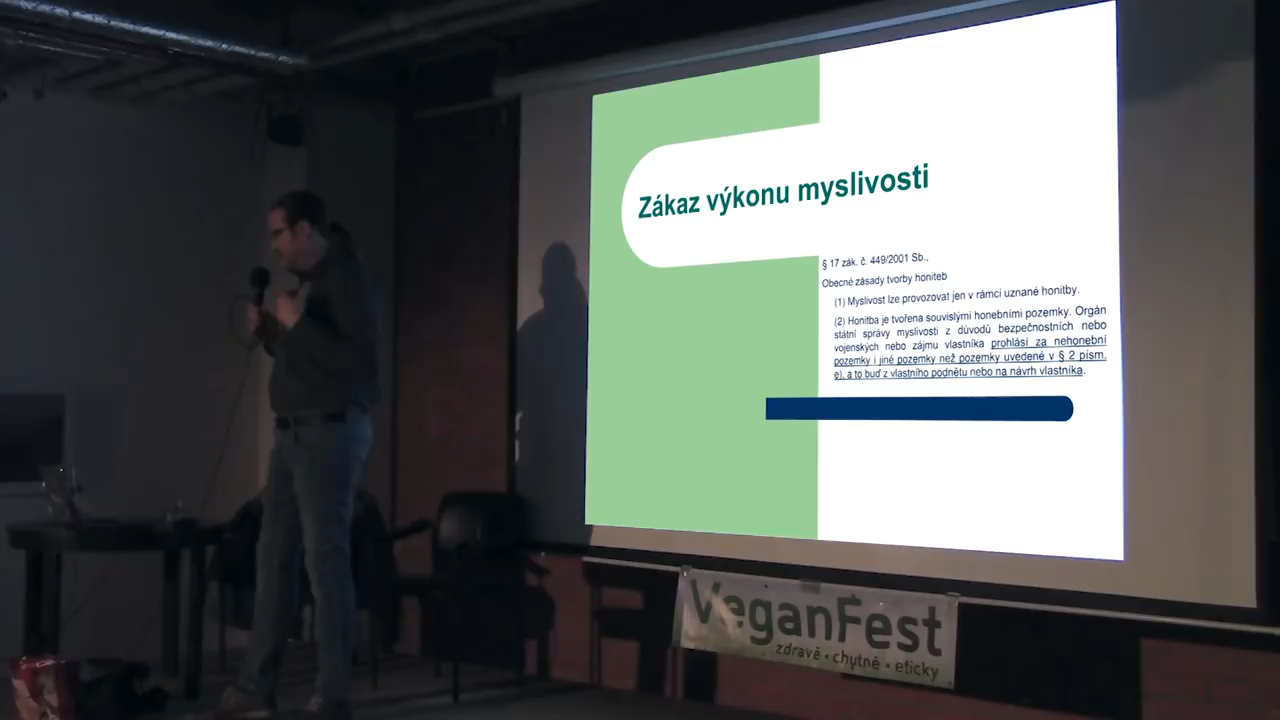 Zákaz výkonu myslivosti
§ 17 zák. č. 449/2001 Sb.,
Obecné zásady tvorby honiteb
(1) Myslivost lze provozovat jen v rámci uznané honitby.
(2) Honitba je tvořena souvislými honebními pozemky. Orgán
státní správy myslivosti z důvodů bezpečnostních nebo
vojenských nebo zájmu vlastníka prohlásí za nehonební
pozemky i jiné pozemky než pozemky uvedené v § 2 písm.
e), a to buď z vlastního podnětu nebo na návrh vlastníka.
VeganFest
zdravě • chutně • eticky